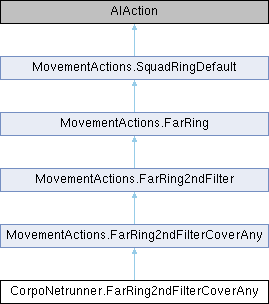 AIAction
MovementActions.SquadRingDefault
MovementActions.FarRing
MovementActions.FarRing2ndFilter
MovementActions.FarRing2ndFilterCoverAny
CorpoNetrunner.FarRing2ndFilterCoverAny